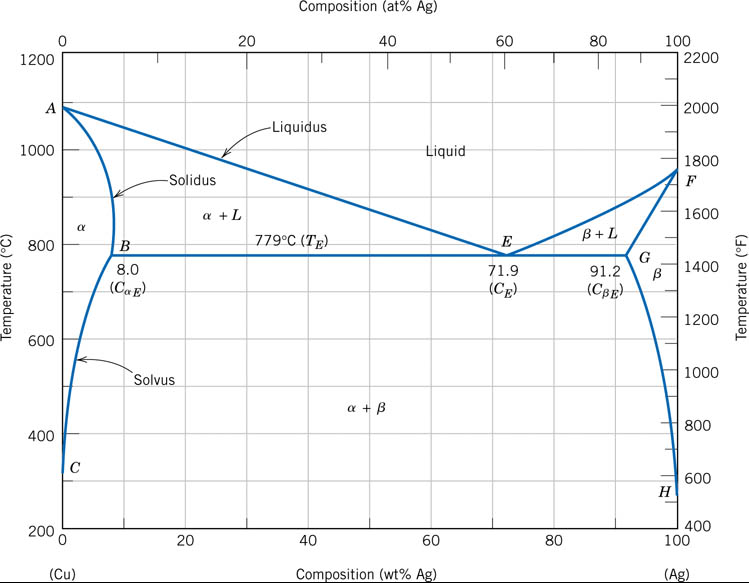 Composition (at% Ag)
0 20 40 60 80 100
1200 2200
A 2000
Liquidus
1000 Liquid
1800
Solidus F
α α + L 1600
β + L
800 B 779°C (T_E) E G 1400
8.0 71.9 91.2 β
(C_αE) (C_E) (C_βE)
Temperature (°C) Temperature (°F)
1200
600
Solvus 1000
α + β
400 800
C
H 600
200 400
0 20 40 60 80 100
(Cu) Composition (wt% Ag) (Ag)